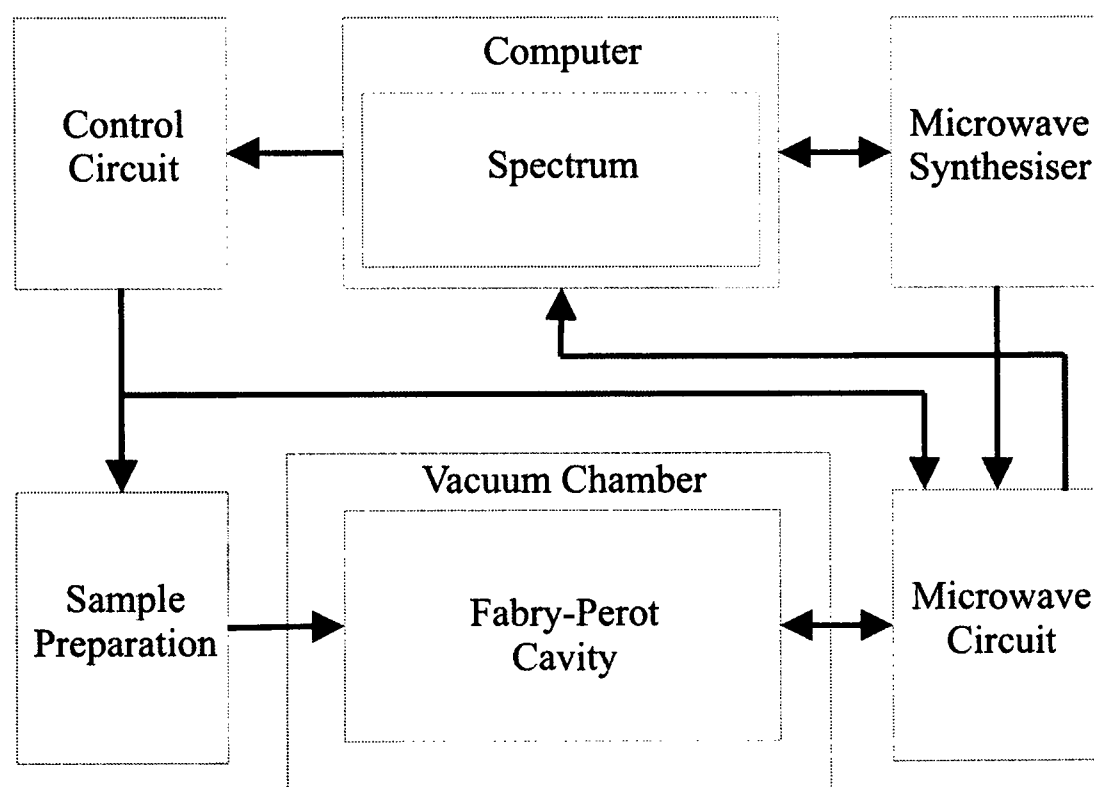 Computer
Control
Circuit
Spectrum
Microwave
Synthesiser
Vacuum Chamber
Sample
Preparation
Fabry-Perot
Cavity
Microwave
Circuit